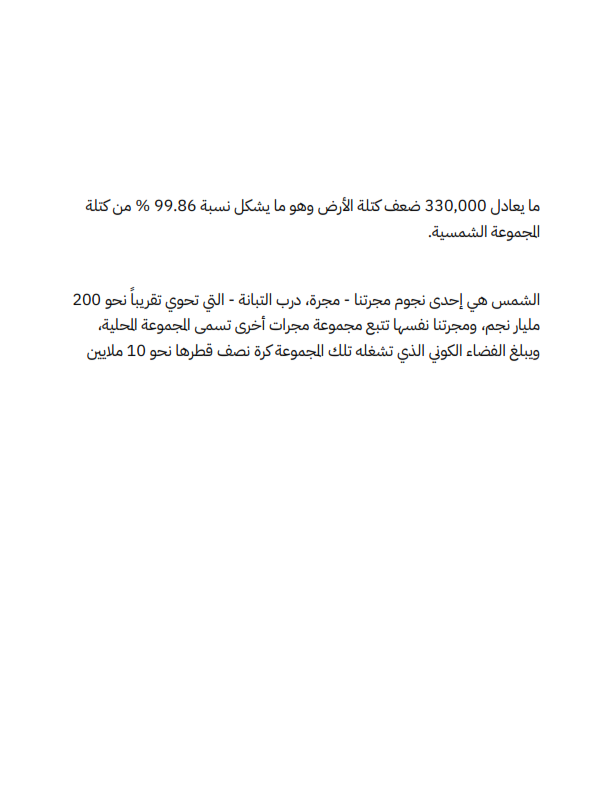 ما يعادل 330,000 ضعف كتلة الأرض وهو ما يشكل نسبة 99.86 % من كتلة
المجموعة الشمسية.
الشمس هي إحدى نجوم مجرتنا - مجرة، درب التبانة - التي تحوي تقريباً نحو 200
مليار نجم، ومجرتنا نفسها تتبع مجموعة مجرات أخرى تسمى المجموعة المحلية،
ويبلغ الفضاء الكوني الذي تشغله تلك المجموعة كرة نصف قطرها نحو 10 ملايين